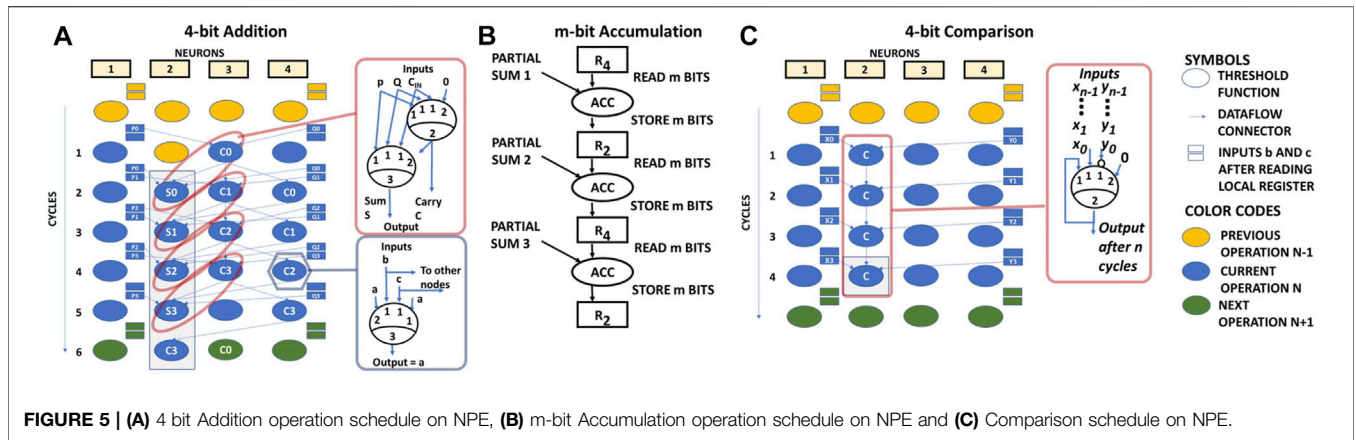 A 4-bit Addition
NEURONS
1 2 3 4
CYCLES
P0 Q0
1 C0
P0 Q0
P1 Q1
2 S0 C1 C0
P2 Q2
P1 Q1
3 S1 C2 C1
P2 Q2
P3 Q3
4 S2 C3 C2
P3 Q3
5 S3 C3
6 C3 C0
Inputs
p Q C_IN 0
1 1 1 2
2
1 1 1 2
3
Sum
S
Carry
C
Output
Inputs
b
To other
nodes
a c a
2 1 1 1
3
Output = a
B m-bit Accumulation
R4
PARTIAL
SUM 1
READ m BITS
ACC
STORE m BITS
R2
PARTIAL
SUM 2
READ m BITS
ACC
STORE m BITS
R4
PARTIAL
SUM 3
READ m BITS
ACC
STORE m BITS
R2
C 4-bit Comparison
NEURONS
1 2 3 4
CYCLES
X0 Y0
1 C
X1 Y1
2 C
X2 Y2
3 C
X3 Y3
4 C
Inputs
x_n-1 y_n-1
x_1 y_1
x_0 y_0
0
1 1 1 2
2
Output
after n
cycles
SYMBOLS
THRESHOLD
FUNCTION
DATAFLOW
CONNECTOR
INPUTS b AND c
AFTER READING
LOCAL REGISTER
COLOR CODES
PREVIOUS
OPERATION N-1
CURRENT
OPERATION N
NEXT
OPERATION N+1
FIGURE 5 | (A) 4 bit Addition operation schedule on NPE, (B) m-bit Accumulation operation schedule on NPE and (C) Comparison schedule on NPE.